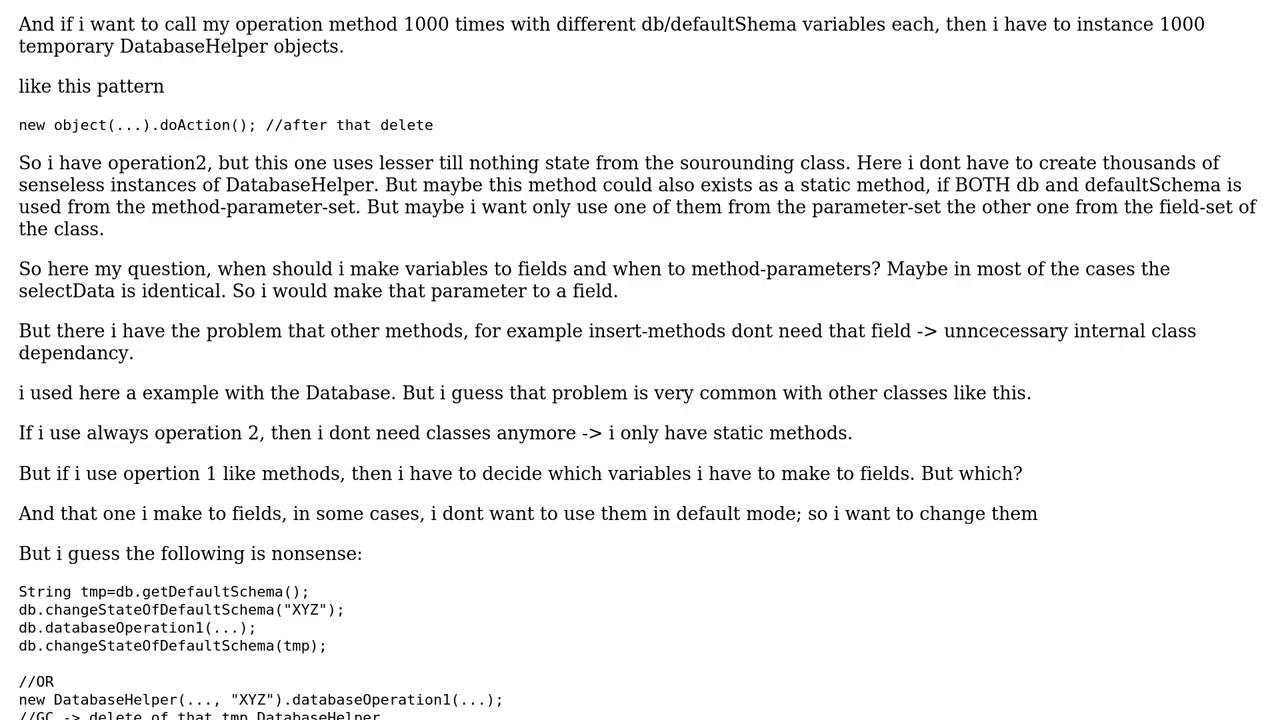 And if i want to call my operation method 1000 times with different db/defaultShema variables each, then i have to instance 1000
temporary DatabaseHelper objects.
like this pattern
new object(...).doAction(); //after that delete
So i have operation2, but this one uses lesser till nothing state from the sourounding class. Here i dont have to create thousands of
senseless instances of DatabaseHelper. But maybe this method could also exists as a static method, if BOTH db and defaultSchema is
used from the method-parameter-set. But maybe i want only use one of them from the parameter-set the other one from the field-set of
the class.
So here my question, when should i make variables to fields and when to method-parameters? Maybe in most of the cases the
selectData is identical. So i would make that parameter to a field.
But there i have the problem that other methods, for example insert-methods dont need that field -> unncecessary internal class
dependancy.
i used here a example with the Database. But i guess that problem is very common with other classes like this.
If i use always operation 2, then i dont need classes anymore -> i only have static methods.
But if i use opertion 1 like methods, then i have to decide which variables i have to make to fields. But which?
And that one i make to fields, in some cases, i dont want to use them in default mode; so i want to change them
But i guess the following is nonsense:
String tmp=db.getDefaultSchema();
db.changeStateOfDefaultSchema("XYZ");
db.databaseOperation1(...);
db.changeStateOfDefaultSchema(tmp);
//OR
new DatabaseHelper(..., "XYZ").databaseOperation1(...);
//GC -> delete of that tmp DatabaseHelper